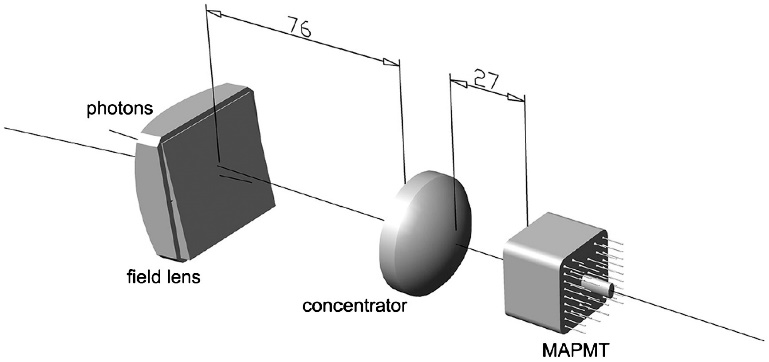 76
27
photons
field lens
concentrator
MAPMT